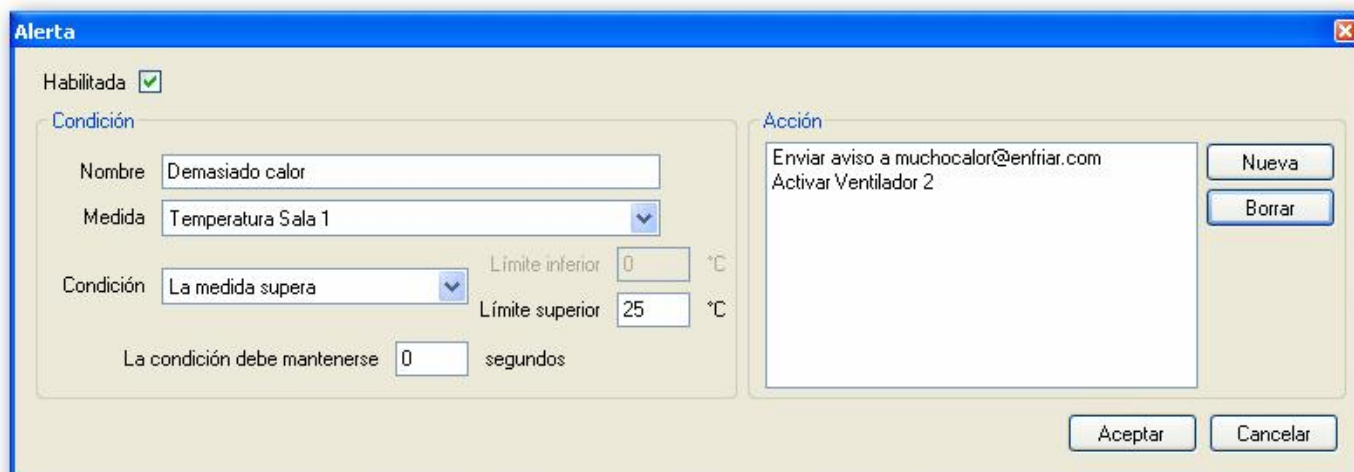 Alerta
Habilitada
Condición
Nombre Demasiado calor
Medida Temperatura Sala 1
Condición La medida supera
Límite inferior 0 °C
Límite superior 25 °C
La condición debe mantenerse 0 segundos
Acción
Enviar aviso a muchocalor@enfriar.com
Activar Ventilador 2
Nueva
Borrar
Aceptar Cancelar